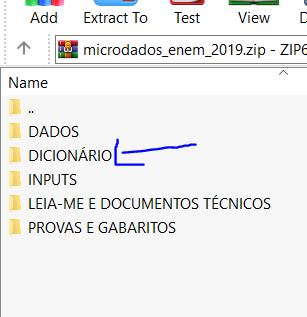 Add Extract To Test View D
microdados_enem_2019.zip - ZIP6
Name
..
DADOS
DICIONÁRIO
INPUTS
LEIA-ME E DOCUMENTOS TÉCNICOS
PROVAS E GABARITOS